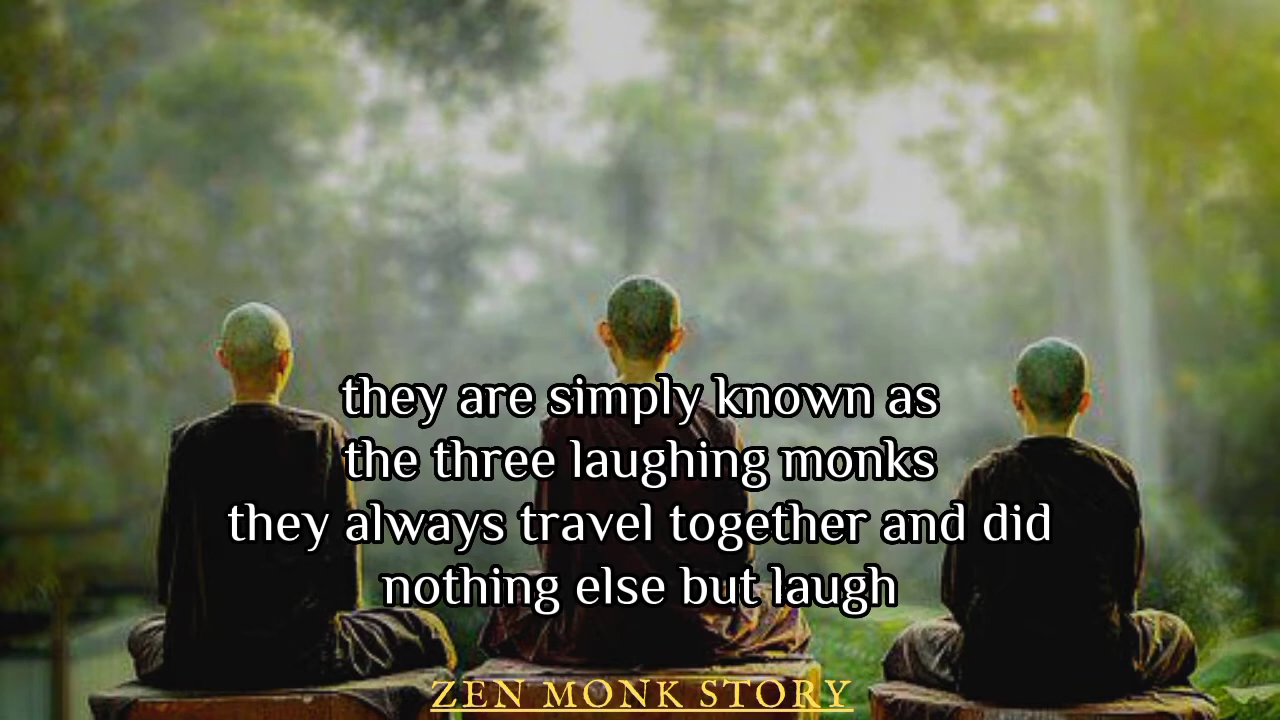 they are simply known as
the three laughing monks
they always travel together and did
nothing else but laugh
ZEN MONK STORY